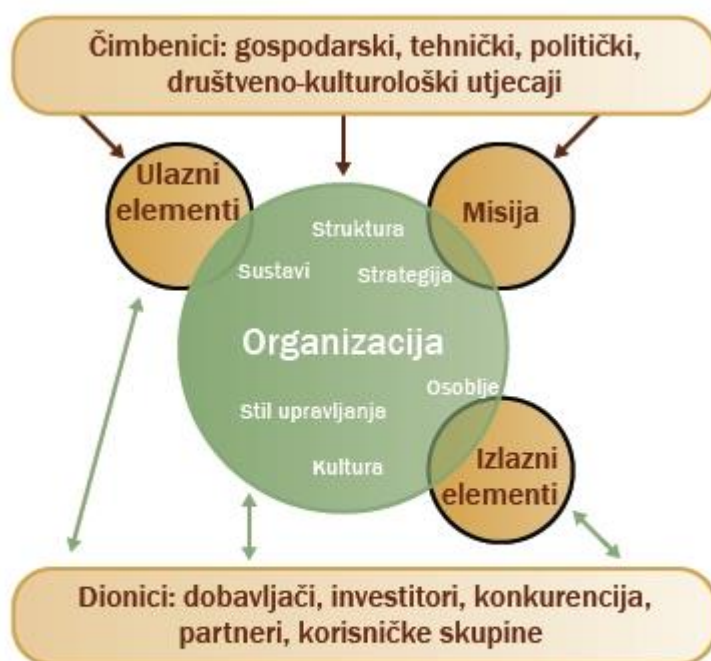 Čimbenici: gospodarski, tehnički, politički,
društveno-kulturološki utjecaji
Ulazni
elementi
Misija
Struktura
Sustavi
Strategija
Organizacija
Osoblje
Stil upravljanja
Kultura
Izlazni
elementi
Dionici: dobavljači, investitori, konkurencija,
partneri, korisničke skupine